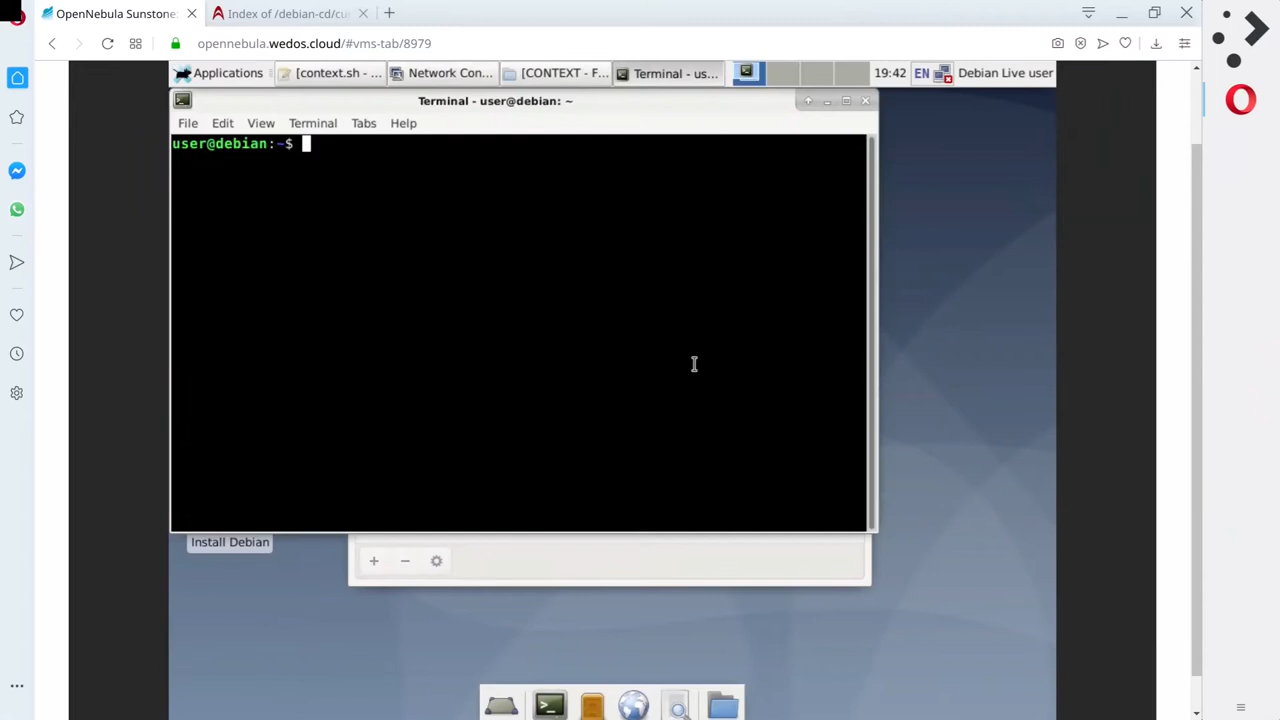 OpenNebula Sunstone:
Index of /debian-cd/cu
opennebula.wedos.cloud/#vms-tab/8979
Applications
[context.sh - ...
Network Con...
[CONTEXT - F...
Terminal - us...
19:42
EN
Debian Live user
Terminal - user@debian: ~
File Edit View Terminal Tabs Help
user@debian:~$
Install Debian